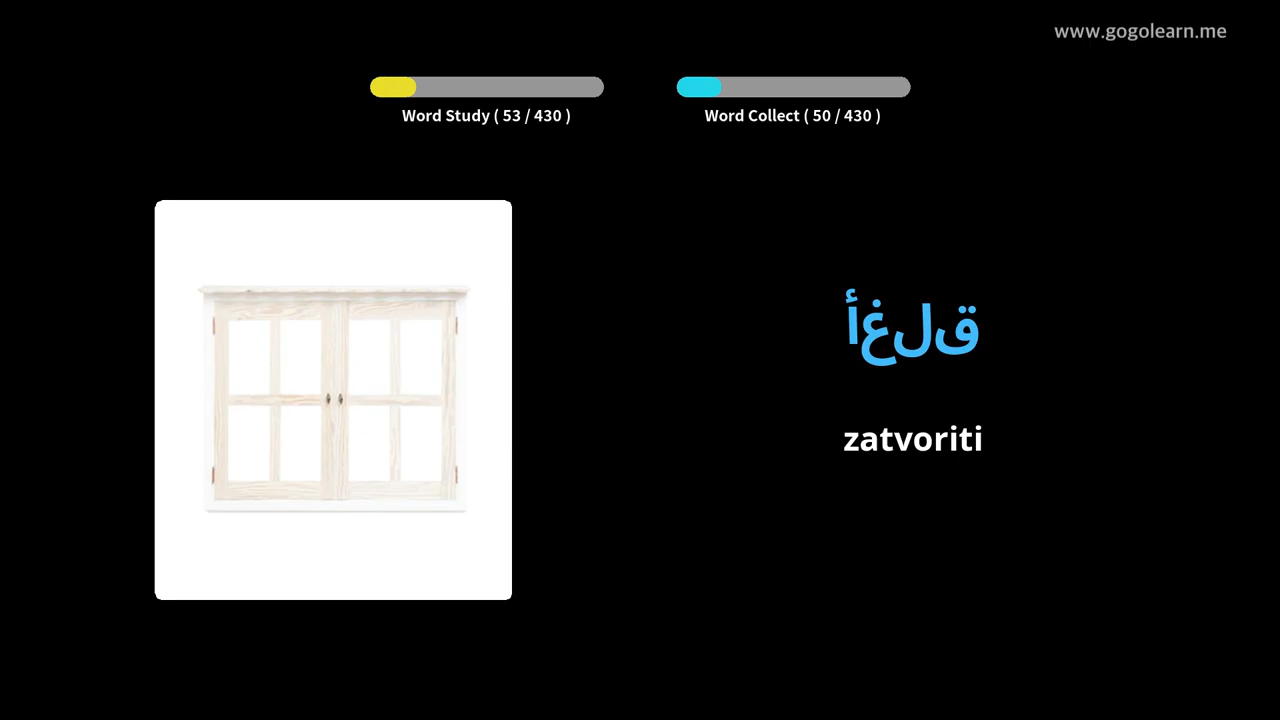 www.gogolearn.me
Word Study ( 53 / 430 )
Word Collect ( 50 / 430 )
أغلق
zatvoriti